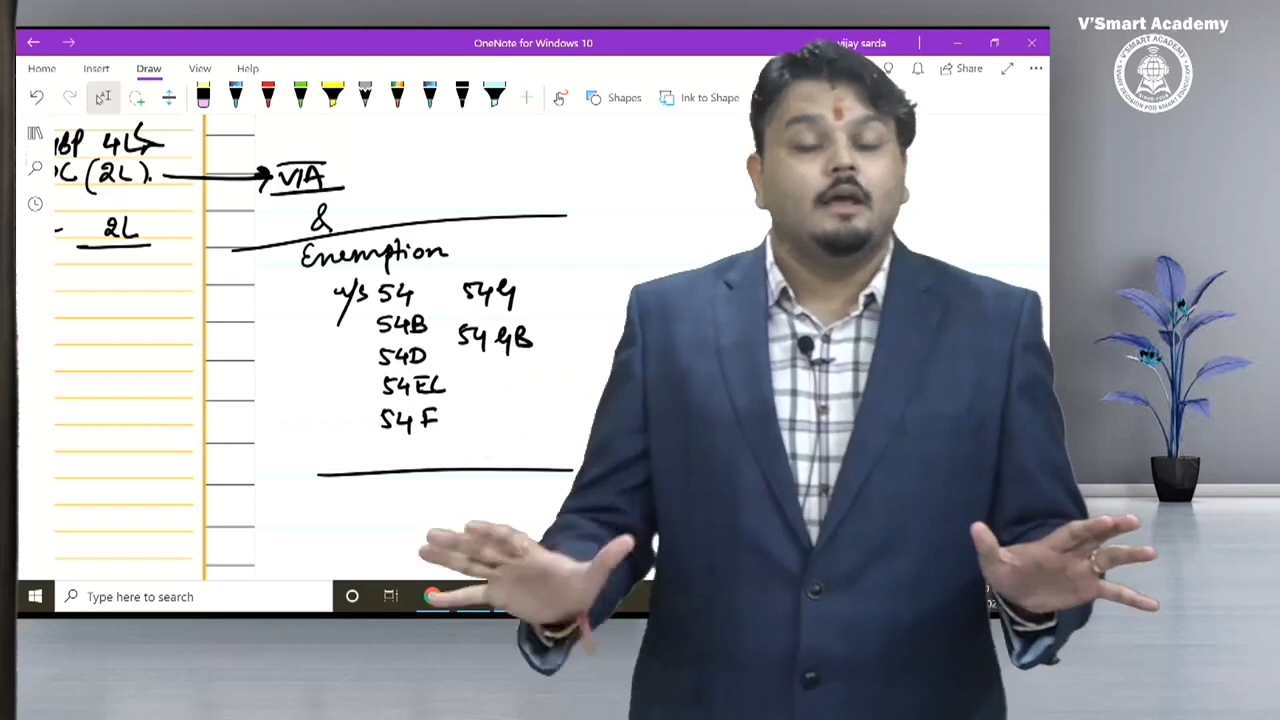 V'Smart Academy
OneNote for Windows 10
vijay sarda
Home Insert Draw View Help
Share
Shapes
Ink to Shape
BP 4L
(2L).
VIA
- 2L
&
Exemption
u/s 54 54G
54B 54GB
54D
54EC
54F
Type here to search